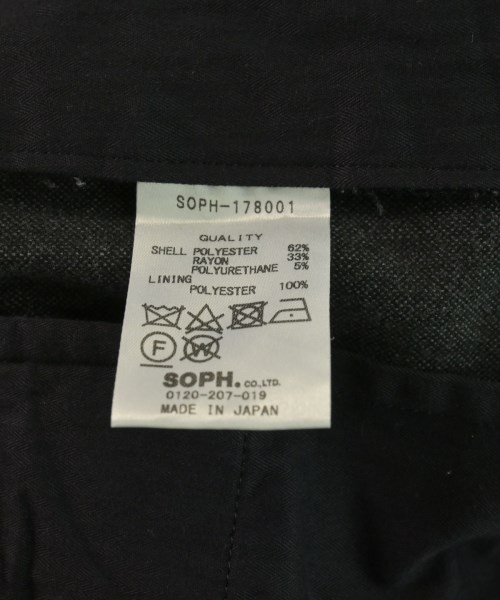 SOPH-178001
QUALITY
SHELL POLYESTER 62%
RAYON 33%
POLYURETHANE 5%
LINING
POLYESTER 100%
F W
SOPH. CO.,LTD.
0120-207-019
MADE IN JAPAN